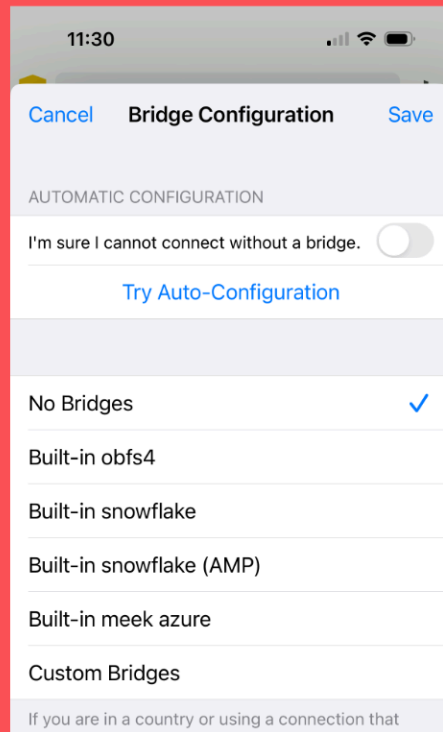 11:30
Cancel Bridge Configuration Save
AUTOMATIC CONFIGURATION
I'm sure I cannot connect without a bridge.
Try Auto-Configuration
No Bridges
Built-in obfs4
Built-in snowflake
Built-in snowflake (AMP)
Built-in meek azure
Custom Bridges
If you are in a country or using a connection that